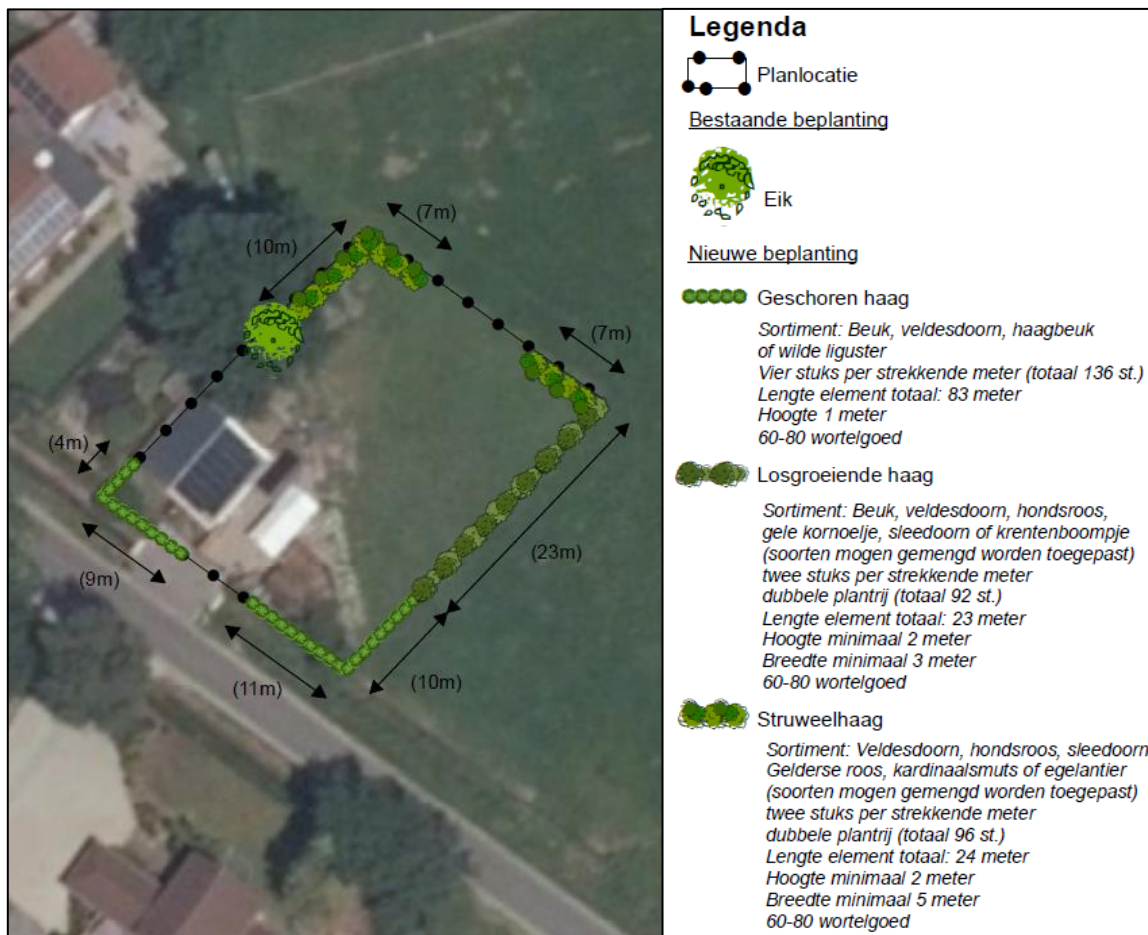 (7m)
(10m)
(7m)
(4m)
(23m)
(9m)
(11m)
(10m)
Legenda
Planlocatie
Bestaande beplanting
Eik
Nieuwe beplanting
Geschoren haag
Sortiment: Beuk, veldesdoorn, haagbeuk
of wilde liguster
Vier stuks per strekkende meter (totaal 136 st.)
Lengte element totaal: 83 meter
Hoogte 1 meter
60-80 wortelgoed
Losgroeiende haag
Sortiment: Beuk, veldesdoorn, hondsroos,
gele kornoelje, sleedoorn of krentenboompje
(soorten mogen gemengd worden toegepast)
twee stuks per strekkende meter
dubbele plantrij (totaal 92 st.)
Lengte element totaal: 23 meter
Hoogte minimaal 2 meter
Breedte minimaal 3 meter
60-80 wortelgoed
Struweelhaag
Sortiment: Veldesdoorn, hondsroos, sleedoorn
Gelderse roos, kardinaalsmuts of egelantier
(soorten mogen gemengd worden toegepast)
twee stuks per strekkende meter
dubbele plantrij (totaal 96 st.)
Lengte element totaal: 24 meter
Hoogte minimaal 2 meter
Breedte minimaal 5 meter
60-80 wortelgoed